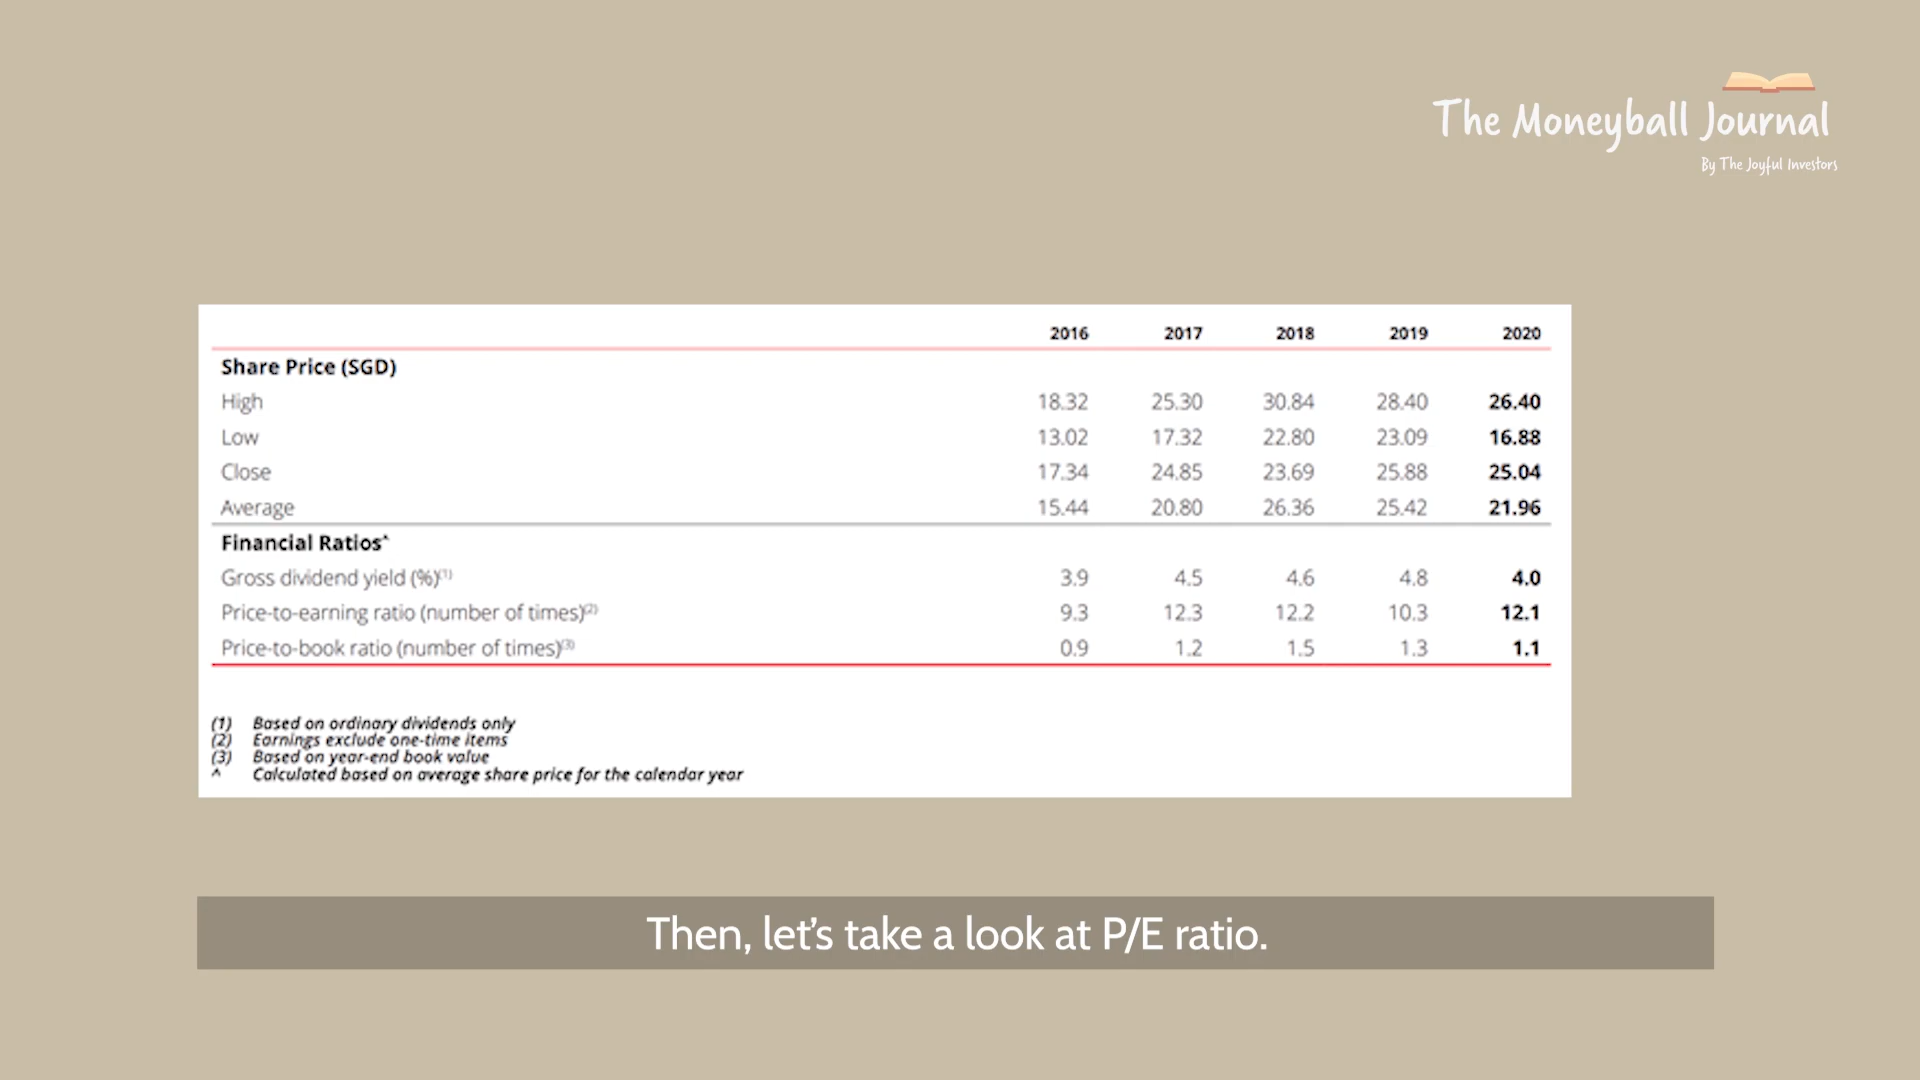 The Moneyball Journal
By The Joyful Investors
2016 2017 2018 2019 2020
Share Price (SGD)
High 18.32 25.30 30.84 28.40 26.40
Low 13.02 17.32 22.80 23.09 16.88
Close 17.34 24.85 23.69 25.88 25.04
Average 15.44 20.80 26.36 25.42 21.96
Financial Ratios^
Gross dividend yield (%)(1) 3.9 4.5 4.6 4.8 4.0
Price-to-earning ratio (number of times)(2) 9.3 12.3 12.2 10.3 12.1
Price-to-book ratio (number of times)(3) 0.9 1.2 1.5 1.3 1.1
(1) Based on ordinary dividends only
(2) Earnings exclude one-time items
(3) Based on year-end book value
^ Calculated based on average share price for the calendar year
Then, let’s take a look at P/E ratio.